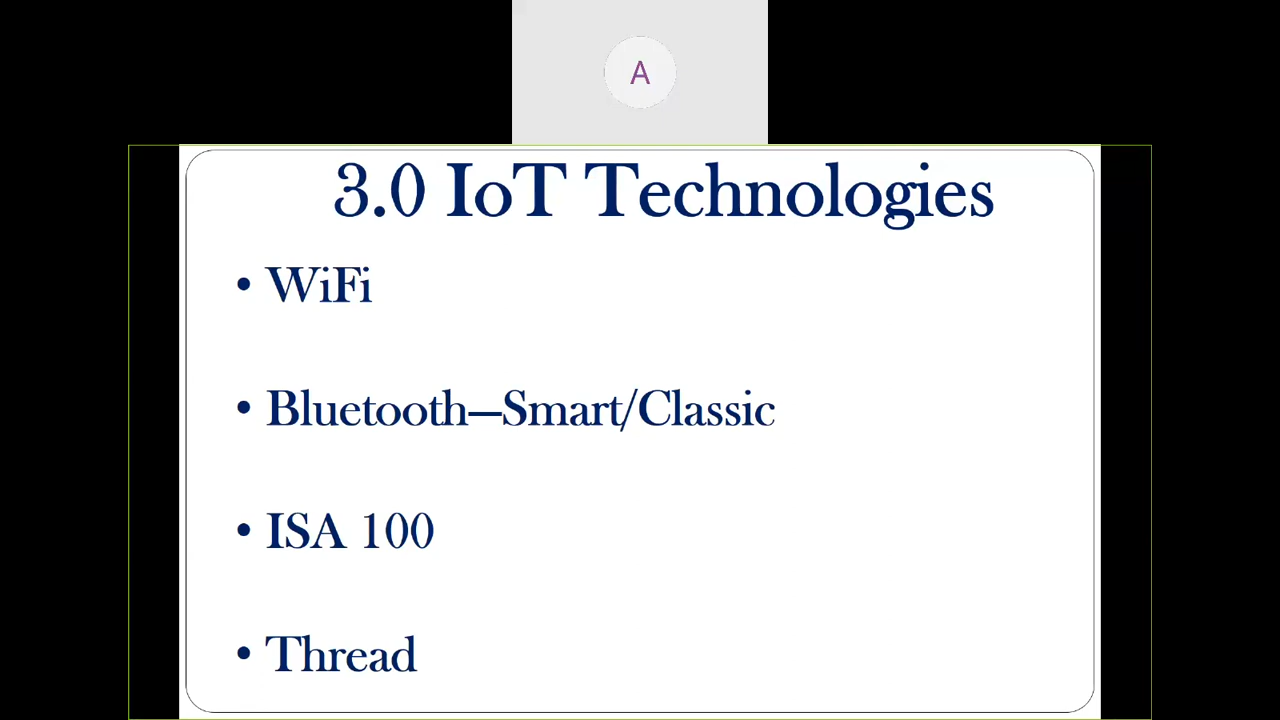 A
3.0 IoT Technologies
• WiFi
• Bluetooth—Smart/Classic
• ISA 100
• Thread